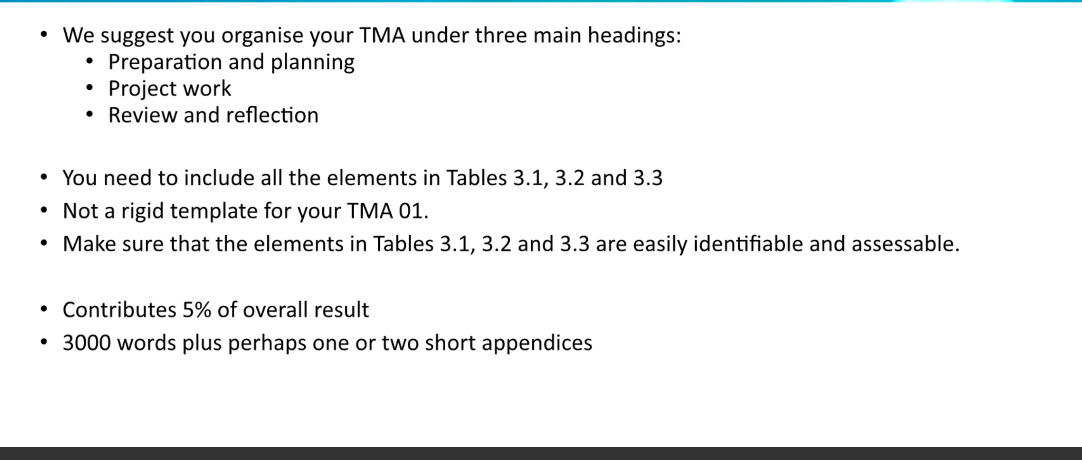 • We suggest you organise your TMA under three main headings:
• Preparation and planning
• Project work
• Review and reflection
• You need to include all the elements in Tables 3.1, 3.2 and 3.3
• Not a rigid template for your TMA 01.
• Make sure that the elements in Tables 3.1, 3.2 and 3.3 are easily identifiable and assessable.
• Contributes 5% of overall result
• 3000 words plus perhaps one or two short appendices